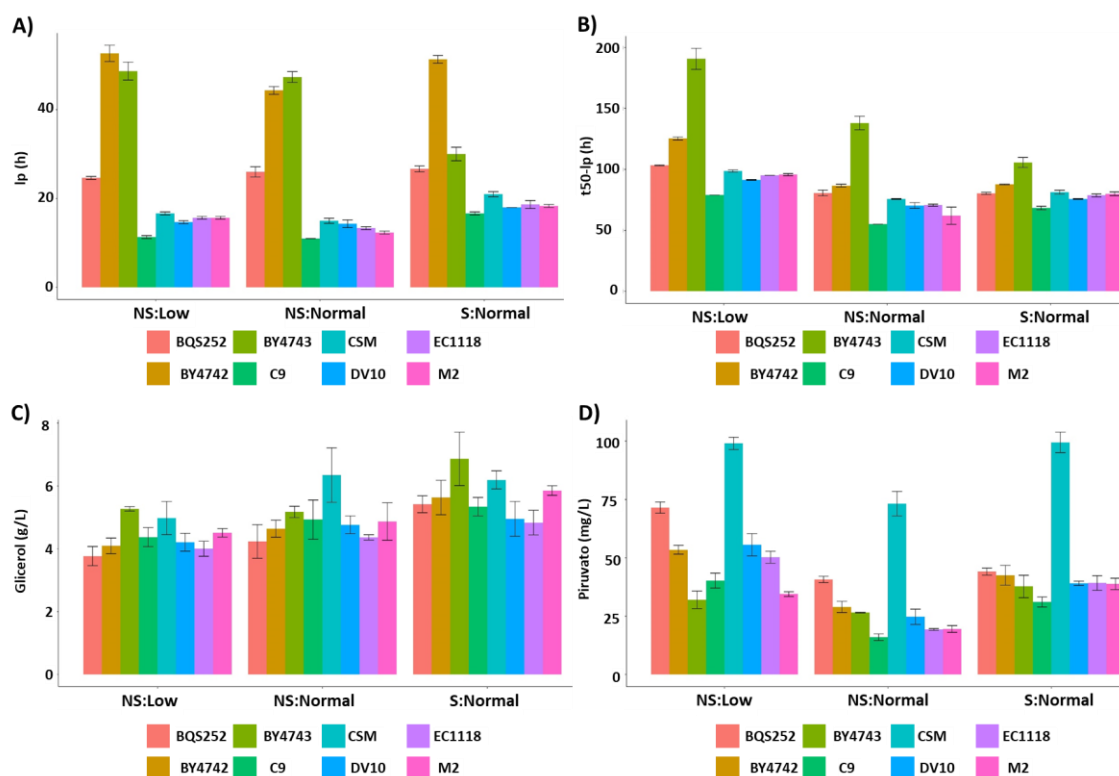 A)
Ip (h)
40
20
0
NS:Low NS:Normal S:Normal
BQS252 BY4743 CSM EC1118
BY4742 C9 DV10 M2
B)
t50-Ip (h)
200
150
100
50
0
NS:Low NS:Normal S:Normal
BQS252 BY4743 CSM EC1118
BY4742 C9 DV10 M2
C)
Glicerol (g/L)
8
6
4
2
0
NS:Low NS:Normal S:Normal
BQS252 BY4743 CSM EC1118
BY4742 C9 DV10 M2
D)
Piruvato (mg/L)
100
75
50
25
0
NS:Low NS:Normal S:Normal
BQS252 BY4743 CSM EC1118
BY4742 C9 DV10 M2